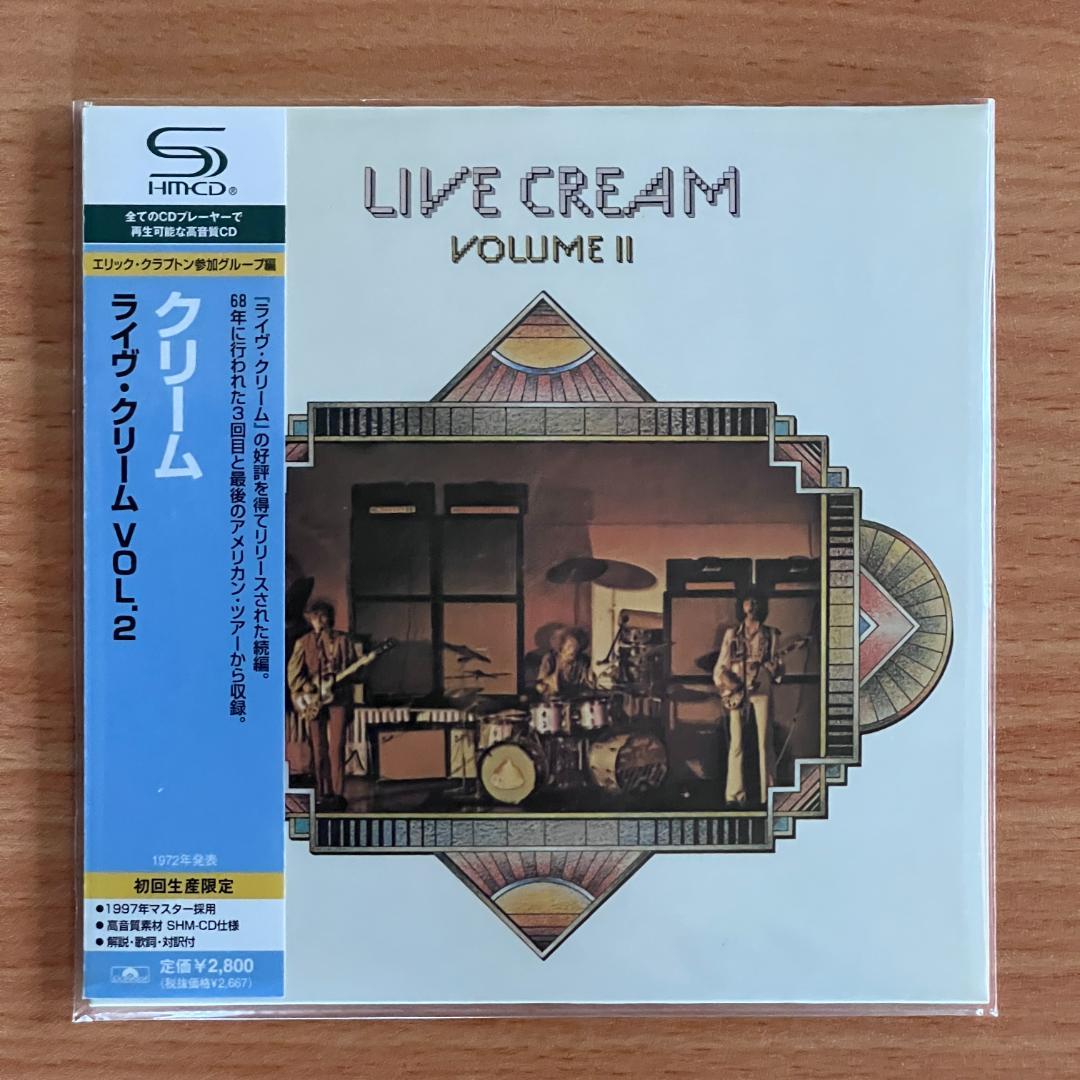 SHM-CD®
全てのCDプレーヤーで
再生可能な高音質CD
エリック・クラプトン参加グループ編
『ライヴ・クリーム』の好評を得てリリースされた続編。
68年に行われた3回目と最後のアメリカン・ツアーから収録。
クリーム
ライヴ・クリーム VOL.2
1972年発表
初回生産限定
●1997年マスター採用
●高音質素材 SHM-CD仕様
●解説・歌詞・対訳付
定価¥2,800
(税抜価格¥2,667)
LIVE CREAM
VOLUME II